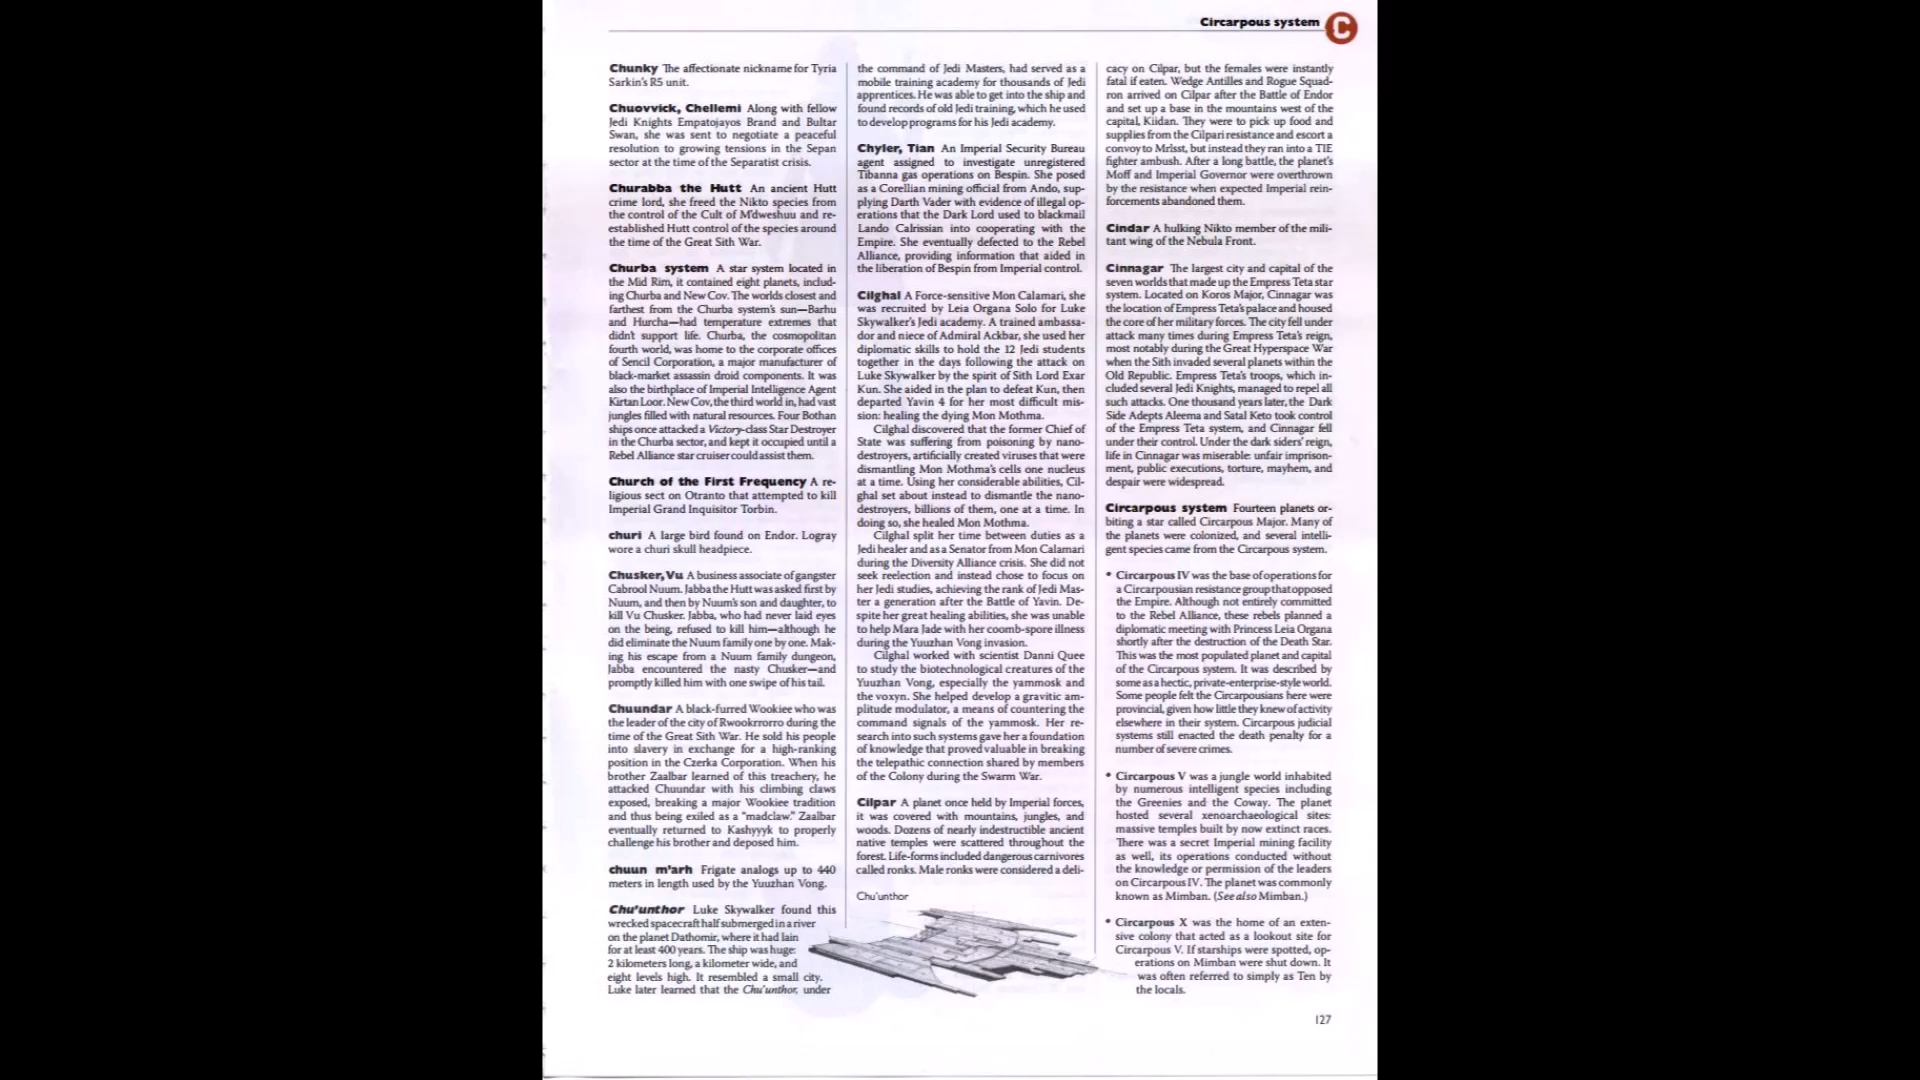 Circarpous system C
Chunky The affectionate nickname for Tyria
Sarkin's R5 unit.
Chuovvick, Chellemi Along with fellow
Jedi Knights Empatojayos Brand and Bultar
Swan, she was sent to negotiate a peaceful
resolution to growing tensions in the Sepan
sector at the time of the Separatist crisis.
Churabba the Hutt An ancient Hutt
crime lord, she freed the Nikto species from
the control of the Cult of M'dweshuu and re-
established Hutt control of the species around
the time of the Great Sith War.
Churba system A star system located in
the Mid Rim, it contained eight planets, includ-
ing Churba and New Cov. The worlds closest and
farthest from the Churba system's sun—Barhu
and Hurcha—had temperature extremes that
didn't support life. Churba, the cosmopolitan
fourth world, was home to the corporate offices
of Sencil Corporation, a major manufacturer of
black-market assassin droid components. It was
also the birthplace of Imperial Intelligence Agent
Kirtan Loor. New Cov, the third world in, had vast
jungles filled with natural resources. Four Bothan
ships once attacked a Victory-class Star Destroyer
in the Churba sector, and kept it occupied until a
Rebel Alliance star cruiser could assist them.
Church of the First Frequency A re-
ligious sect on Otranto that attempted to kill
Imperial Grand Inquisitor Torbin.
churi A large bird found on Endor. Logray
wore a churi skull headpiece.
Chusker, Vu A business associate of gangster
Cabrool Nuum. Jabba the Hutt was asked first by
Nuum, and then by Nuum's son and daughter, to
kill Vu Chusker. Jabba, who had never laid eyes
on the being, refused to kill him—although he
did eliminate the Nuum family one by one. Mak-
ing his escape from a Nuum family dungeon,
Jabba encountered the nasty Chusker—and
promptly killed him with one swipe of his tail.
Chuundar A black-furred Wookiee who was
the leader of the city of Rwookrrorro during the
time of the Great Sith War. He sold his people
into slavery in exchange for a high-ranking
position in the Czerka Corporation. When his
brother Zaalbar learned of this treachery, he
attacked Chuundar with his climbing claws
exposed, breaking a major Wookiee tradition
and thus being exiled as a "madclaw." Zaalbar
eventually returned to Kashyyyk to properly
challenge his brother and deposed him.
chuun m'arh Frigate analogs up to 440
meters in length used by the Yuuzhan Vong.
Chu'unthor Luke Skywalker found this
wrecked spacecraft half submerged in a river
on the planet Dathomir, where it had lain
for at least 400 years. The ship was huge:
2 kilometers long, a kilometer wide, and
eight levels high. It resembled a small city.
Luke later learned that the Chu'unthor, under
the command of Jedi Masters, had served as a
mobile training academy for thousands of Jedi
apprentices. He was able to get into the ship and
found records of old Jedi training, which he used
to develop programs for his Jedi academy.
Chyler, Tian An Imperial Security Bureau
agent assigned to investigate unregistered
Tibanna gas operations on Bespin. She posed
as a Corellian mining official from Ando, sup-
plying Darth Vader with evidence of illegal op-
erations that the Dark Lord used to blackmail
Lando Calrissian into cooperating with the
Empire. She eventually defected to the Rebel
Alliance, providing information that aided in
the liberation of Bespin from Imperial control.
Cilghal A Force-sensitive Mon Calamari, she
was recruited by Leia Organa Solo for Luke
Skywalker's Jedi academy. A trained ambassa-
dor and niece of Admiral Ackbar, she used her
diplomatic skills to hold the 12 Jedi students
together in the days following the attack on
Luke Skywalker by the spirit of Sith Lord Exar
Kun. She aided in the plan to defeat Kun, then
departed Yavin 4 for her most difficult mis-
sion: healing the dying Mon Mothma.
Cilghal discovered that the former Chief of
State was suffering from poisoning by nano-
destroyers, artificially created viruses that were
dismantling Mon Mothma's cells one nucleus
at a time. Using her considerable abilities, Cil-
ghal set about instead to dismantle the nano-
destroyers, billions of them, one at a time. In
doing so, she healed Mon Mothma.
Cilghal split her time between duties as a
Jedi healer and as a Senator from Mon Calamari
during the Diversity Alliance crisis. She did not
seek reelection and instead chose to focus on
her Jedi studies, achieving the rank of Jedi Mas-
ter a generation after the Battle of Yavin. De-
spite her great healing abilities, she was unable
to help Mara Jade with her coomb-spore illness
during the Yuuzhan Vong invasion.
Cilghal worked with scientist Danni Quee
to study the biotechnological creatures of the
Yuuzhan Vong, especially the yammosk and
the voxyn. She helped develop a gravitic am-
plitude modulator, a means of countering the
command signals of the yammosk. Her re-
search into such systems gave her a foundation
of knowledge that proved valuable in breaking
the telepathic connection shared by members
of the Colony during the Swarm War.
Cilpar A planet once held by Imperial forces,
it was covered with mountains, jungles, and
woods. Dozens of nearly indestructible ancient
native temples were scattered throughout the
forest. Life-forms included dangerous carnivores
called ronks. Male ronks were considered a deli-
Chu'unthor
cacy on Cilpar, but the females were instantly
fatal if eaten. Wedge Antilles and Rogue Squad-
ron arrived on Cilpar after the Battle of Endor
and set up a base in the mountains west of the
capital, Kiidan. They were to pick up food and
supplies from the Cilpari resistance and escort a
convoy to Mrlsst, but instead they ran into a TIE
fighter ambush. After a long battle, the planet's
Moff and Imperial Governor were overthrown
by the resistance when expected Imperial rein-
forcements abandoned them.
Cindar A hulking Nikto member of the mili-
tant wing of the Nebula Front.
Cinnagar The largest city and capital of the
seven worlds that made up the Empress Teta star
system. Located on Koros Major, Cinnagar was
the location of Empress Teta's palace and housed
the core of her military forces. The city fell under
attack many times during Empress Teta's reign,
most notably during the Great Hyperspace War
when the Sith invaded several planets within the
Old Republic. Empress Teta's troops, which in-
cluded several Jedi Knights, managed to repel all
such attacks. One thousand years later, the Dark
Side Adepts Aleema and Satal Keto took control
of the Empress Teta system, and Cinnagar fell
under their control. Under the dark siders' reign,
life in Cinnagar was miserable: unfair imprison-
ment, public executions, torture, mayhem, and
despair were widespread.
Circarpous system Fourteen planets or-
biting a star called Circarpous Major. Many of
the planets were colonized, and several intelli-
gent species came from the Circarpous system.
• Circarpous IV was the base of operations for
a Circarpousian resistance group that opposed
the Empire. Although not entirely committed
to the Rebel Alliance, these rebels planned a
diplomatic meeting with Princess Leia Organa
shortly after the destruction of the Death Star.
This was the most populated planet and capital
of the Circarpous system. It was described by
some as a hectic, private-enterprise-style world.
Some people felt the Circarpousians here were
provincial, given how little they knew of activity
elsewhere in their system. Circarpous judicial
systems still enacted the death penalty for a
number of severe crimes.
• Circarpous V was a jungle world inhabited
by numerous intelligent species including
the Greenies and the Coway. The planet
hosted several xenoarchaeological sites:
massive temples built by now extinct races.
There was a secret Imperial mining facility
as well, its operations conducted without
the knowledge or permission of the leaders
on Circarpous IV. The planet was commonly
known as Mimban. (See also Mimban.)
• Circarpous X was the home of an exten-
sive colony that acted as a lookout site for
Circarpous V. If starships were spotted, op-
erations on Mimban were shut down. It
was often referred to simply as Ten by
the locals.
127